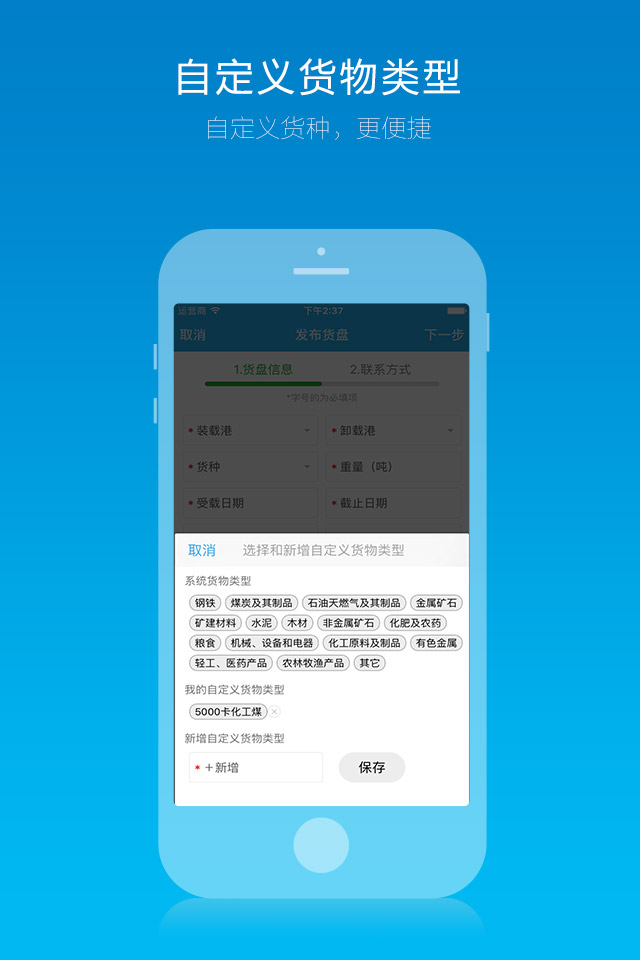 自定义货物类型
自定义货种，更便捷
运营商 下午2:37
取消 发布货盘 下一步
1.货盘信息 2.联系方式
*字号的为必填项
* 装载港 * 卸载港
* 货种 * 重量（吨）
* 受载日期 * 截止日期
取消 选择和新增自定义货物类型
系统货物类型
钢铁 煤炭及其制品 石油天燃气及其制品 金属矿石
矿建材料 水泥 木材 非金属矿石 化肥及农药
粮食 机械、设备和电器 化工原料及制品 有色金属
轻工、医药产品 农林牧渔产品 其它
我的自定义货物类型
5000卡化工煤 ×
新增自定义货物类型
* ＋新增 保存